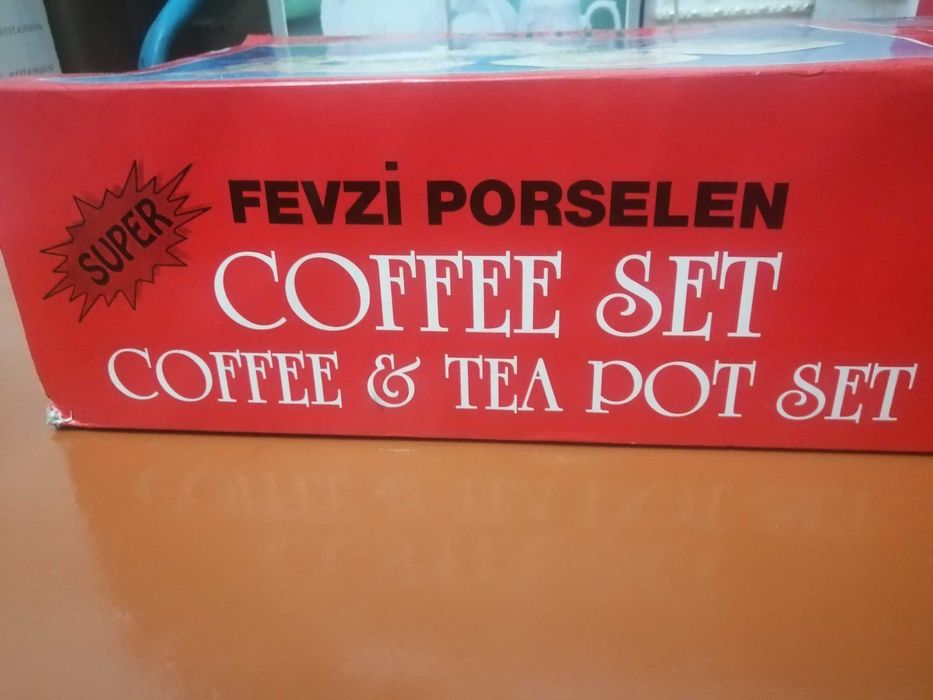 SUPER
FEVZİ PORSELEN
COFFEE SET
COFFEE & TEA POT SET